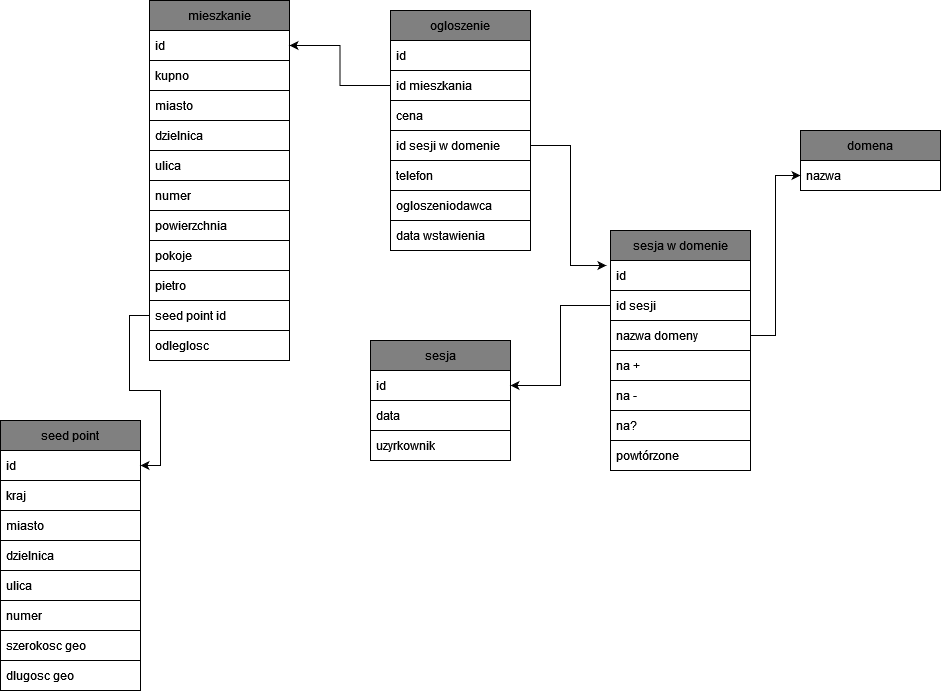 mieszkanie
id
kupno
miasto
dzielnica
ulica
numer
powierzchnia
pokoje
pietro
seed point id
odleglosc
ogloszenie
id
id mieszkania
cena
id sesji w domenie
telefon
ogloszeniodawca
data wstawienia
domena
nazwa
sesja w domenie
id
id sesji
nazwa domeny
na +
na -
na?
powtórzone
sesja
id
data
uzyrkownik
seed point
id
kraj
miasto
dzielnica
ulica
numer
szerokosc geo
dlugosc geo